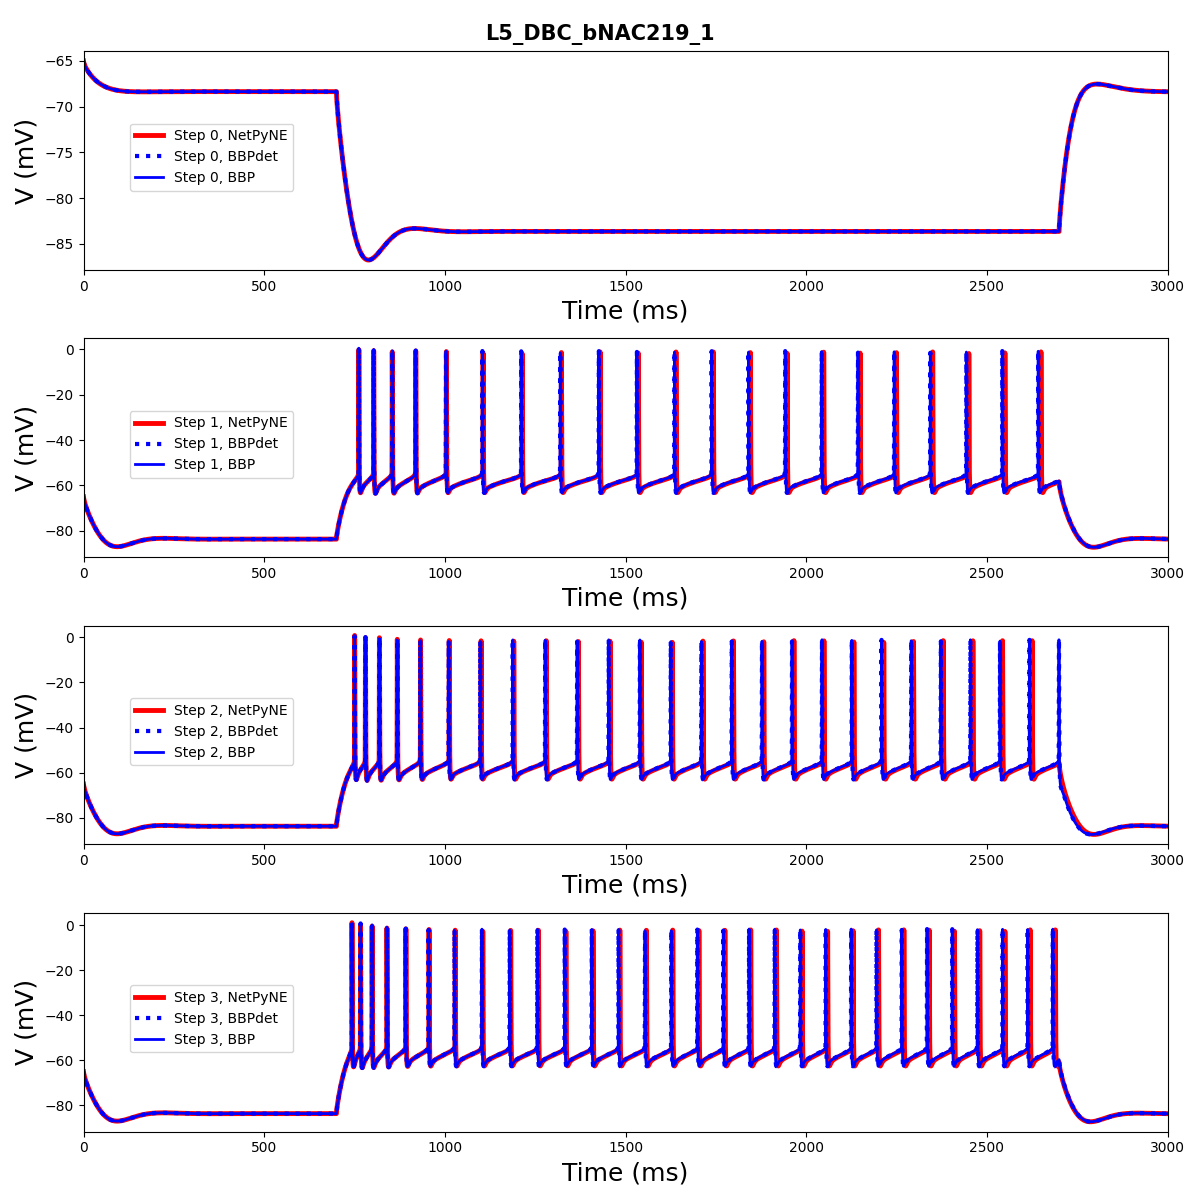 L5_DBC_bNAC219_1
−65
−70
−75
−80
−85
V (mV)
Step 0, NetPyNE
Step 0, BBPdet
Step 0, BBP
0 500 1000 1500 2000 2500 3000
Time (ms)
0
−20
−40
−60
−80
V (mV)
Step 1, NetPyNE
Step 1, BBPdet
Step 1, BBP
0 500 1000 1500 2000 2500 3000
Time (ms)
0
−20
−40
−60
−80
V (mV)
Step 2, NetPyNE
Step 2, BBPdet
Step 2, BBP
0 500 1000 1500 2000 2500 3000
Time (ms)
0
−20
−40
−60
−80
V (mV)
Step 3, NetPyNE
Step 3, BBPdet
Step 3, BBP
0 500 1000 1500 2000 2500 3000
Time (ms)